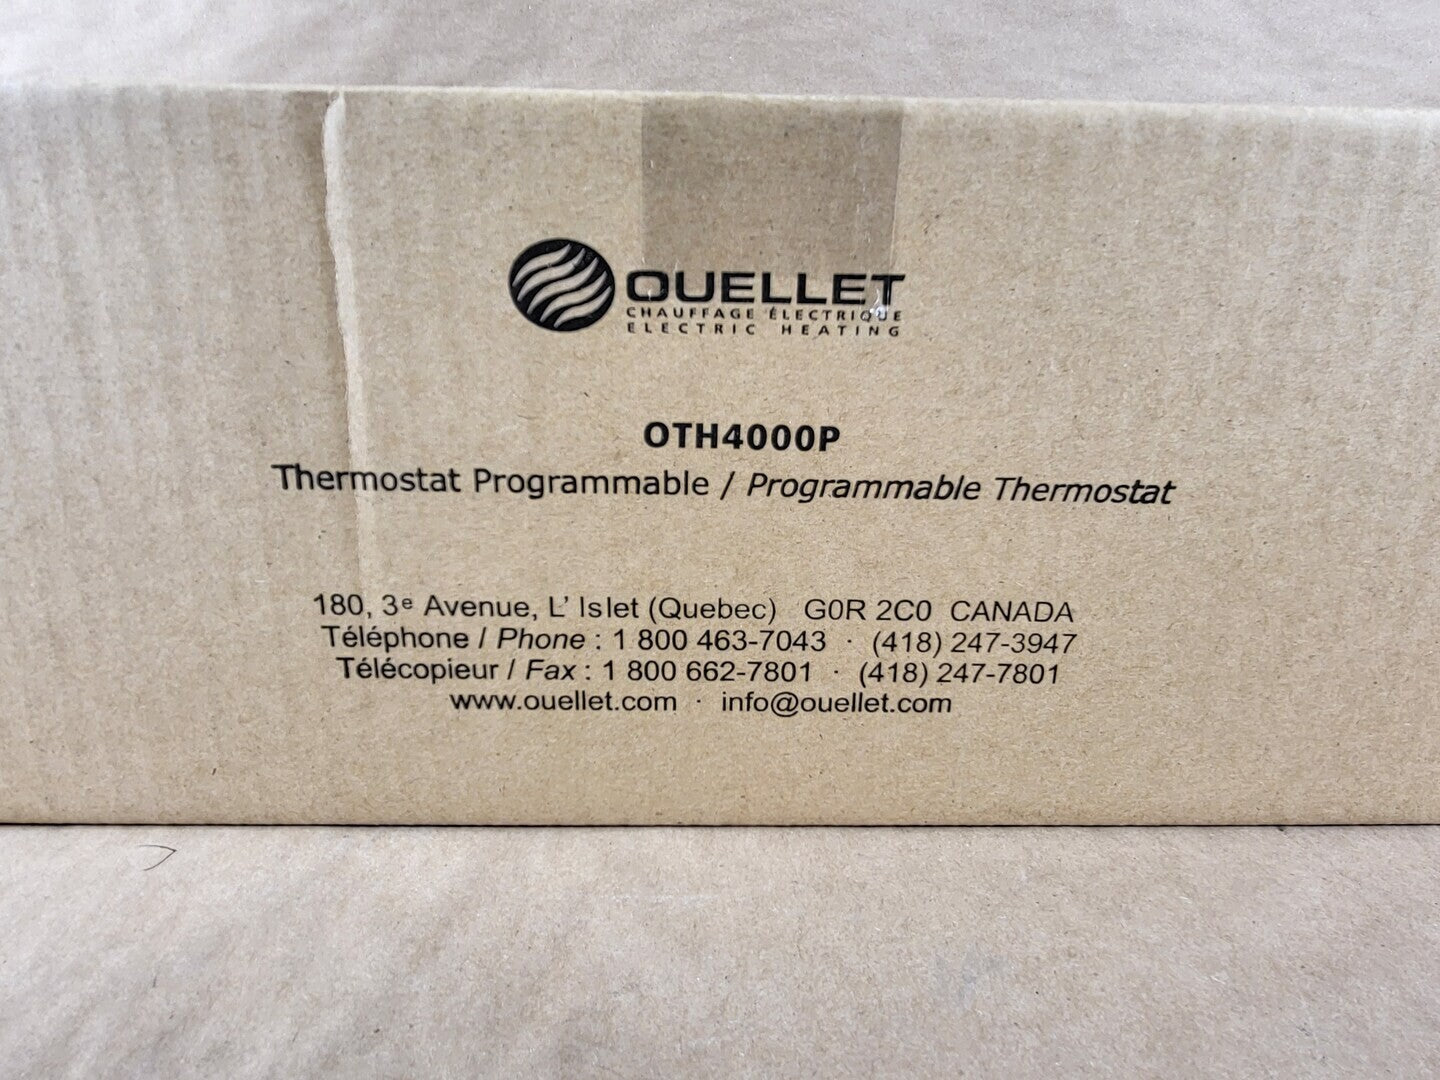 OUELLET
CHAUFFAGE ÉLECTRIQUE
ELECTRIC HEATING
OTH4000P
Thermostat Programmable / Programmable Thermostat
180, 3e Avenue, L' Islet (Quebec) G0R 2C0 CANADA
Téléphone / Phone : 1 800 463-7043 · (418) 247-3947
Télécopieur / Fax : 1 800 662-7801 · (418) 247-7801
www.ouellet.com · info@ouellet.com